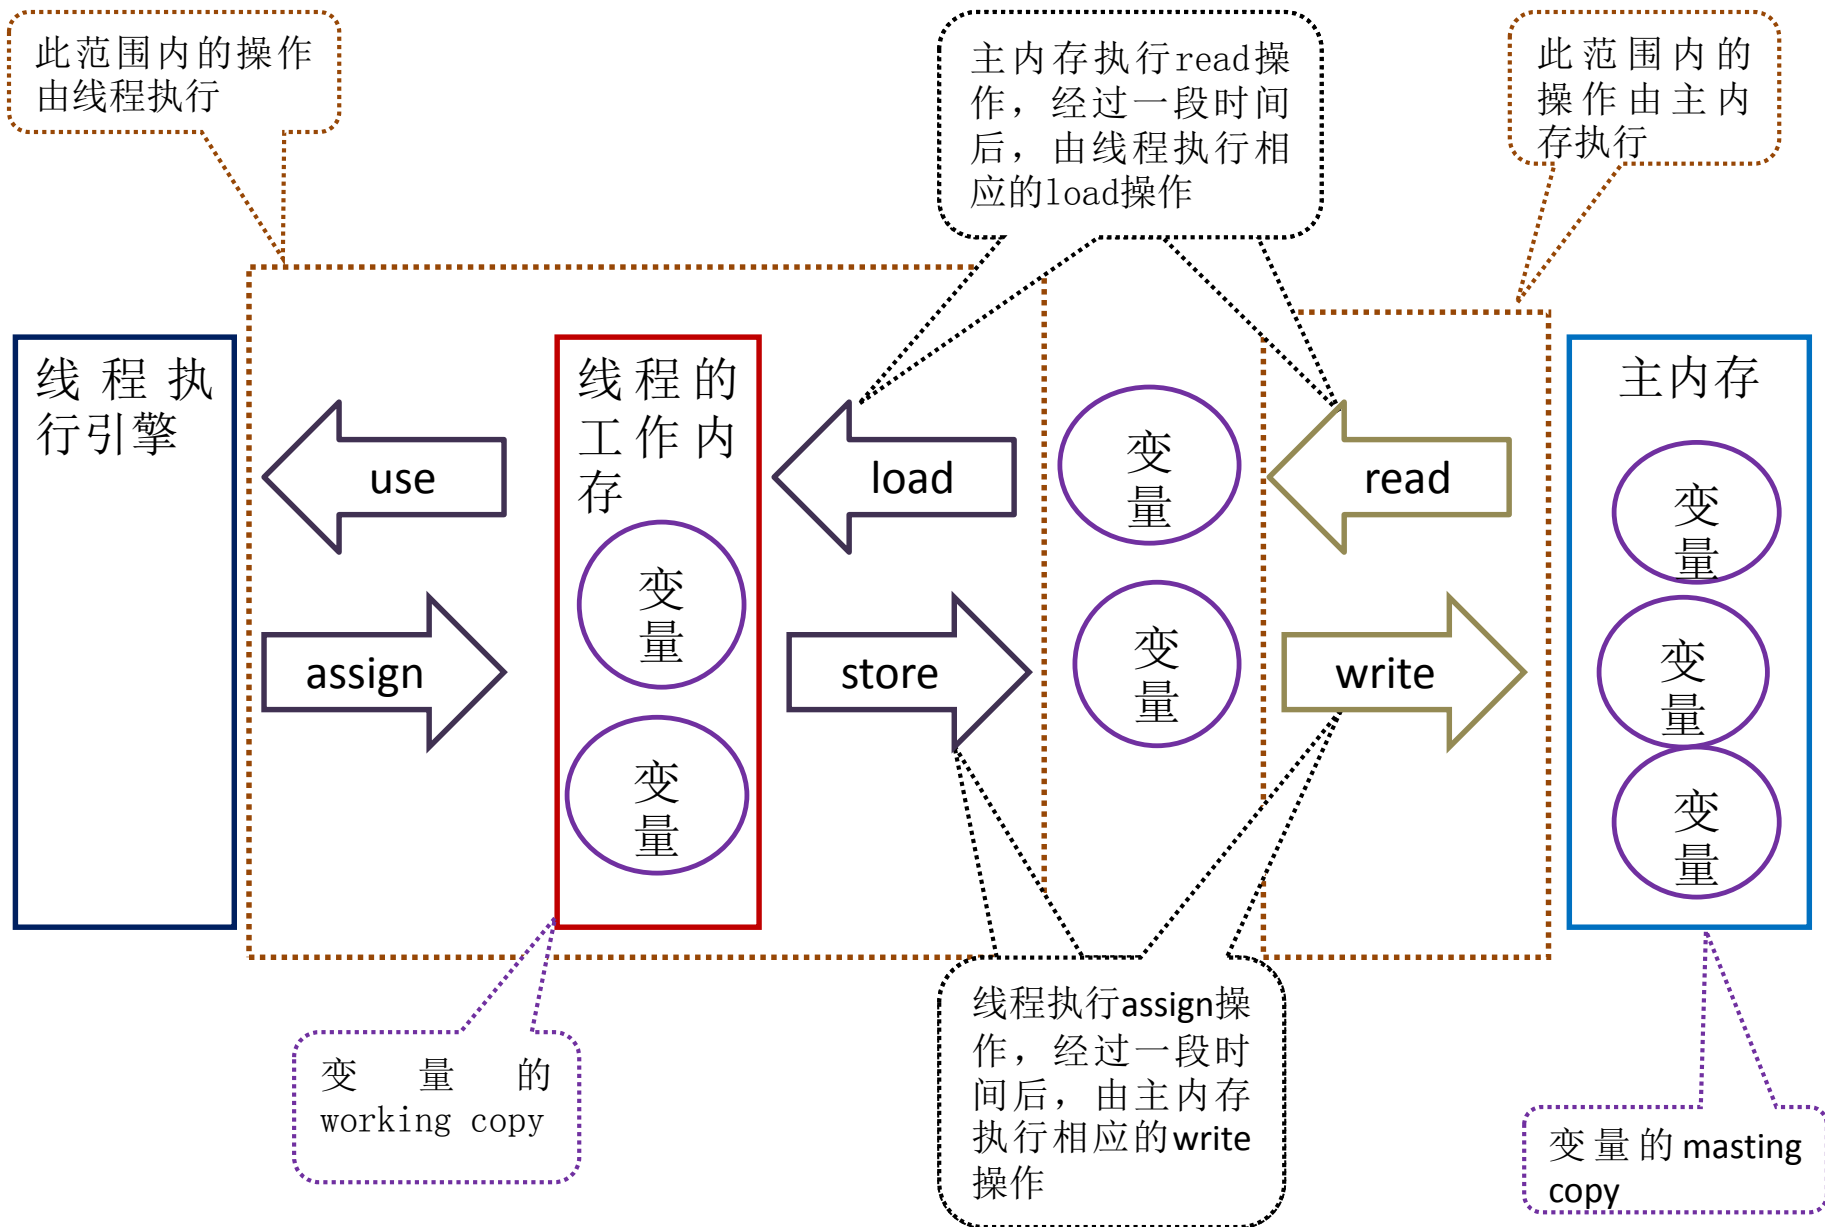 此范围内的操作
由线程执行
主内存执行read操
作，经过一段时间
后，由线程执行相
应的load操作
此范围内的
操作由主内
存执行
线程执
行引擎
线程的
工作内
存
主内存
use
load
变
量
read
变
量
变
量
assign
store
变
量
write
变
量
变
量
变
量
线程执行assign操
作，经过一段时
间后，由主内存
执行相应的write
操作
变量的
working copy
变量的masting
copy